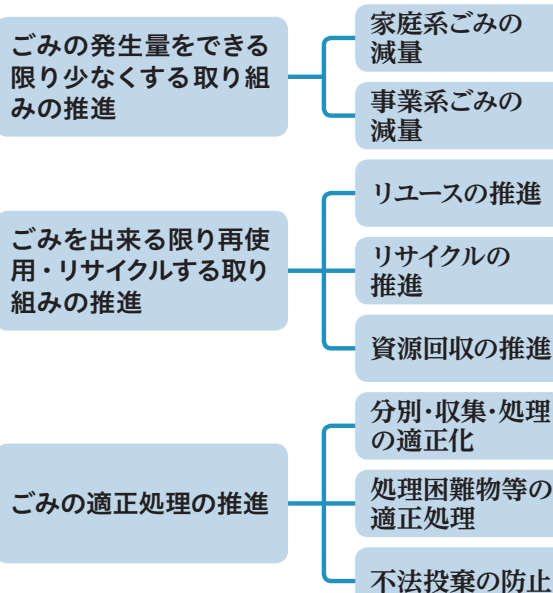 ごみの発生量をできる
限り少なくする取り組
みの推進
家庭系ごみの
減量
事業系ごみの
減量
ごみを出来る限り再使
用・リサイクルする取り
組みの推進
リユースの推進
リサイクルの
推進
資源回収の推進
ごみの適正処理の推進
分別・収集・処理
の適正化
処理困難物等の
適正処理
不法投棄の防止